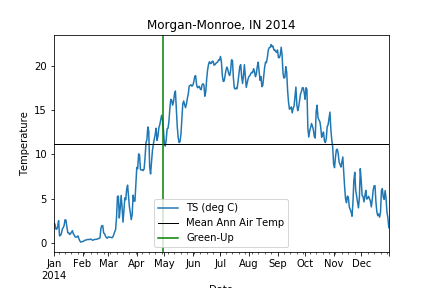 Morgan-Monroe, IN 2014
Temperature
20
15
10
5
0
TS (deg C)
Mean Ann Air Temp
Green-Up
Jan Feb Mar Apr May Jun Jul Aug Sep Oct Nov Dec
2014
Date